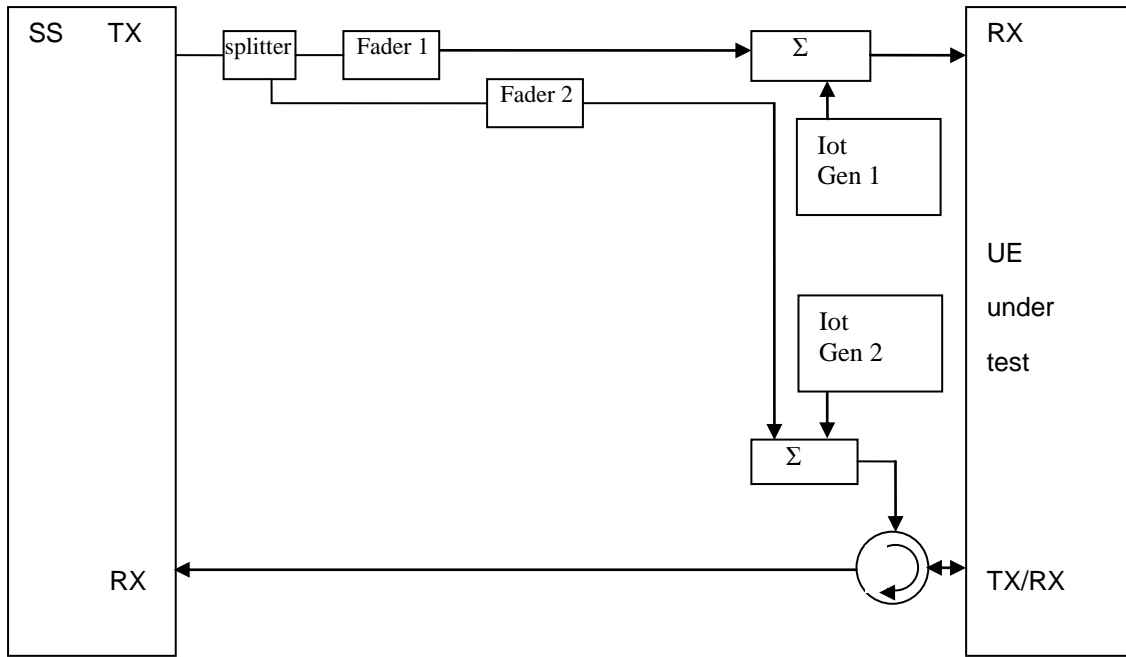 SS TX
splitter
Fader 1
Σ
RX
Fader 2
Iot
Gen 1
UE
under
test
Iot
Gen 2
Σ
RX
TX/RX